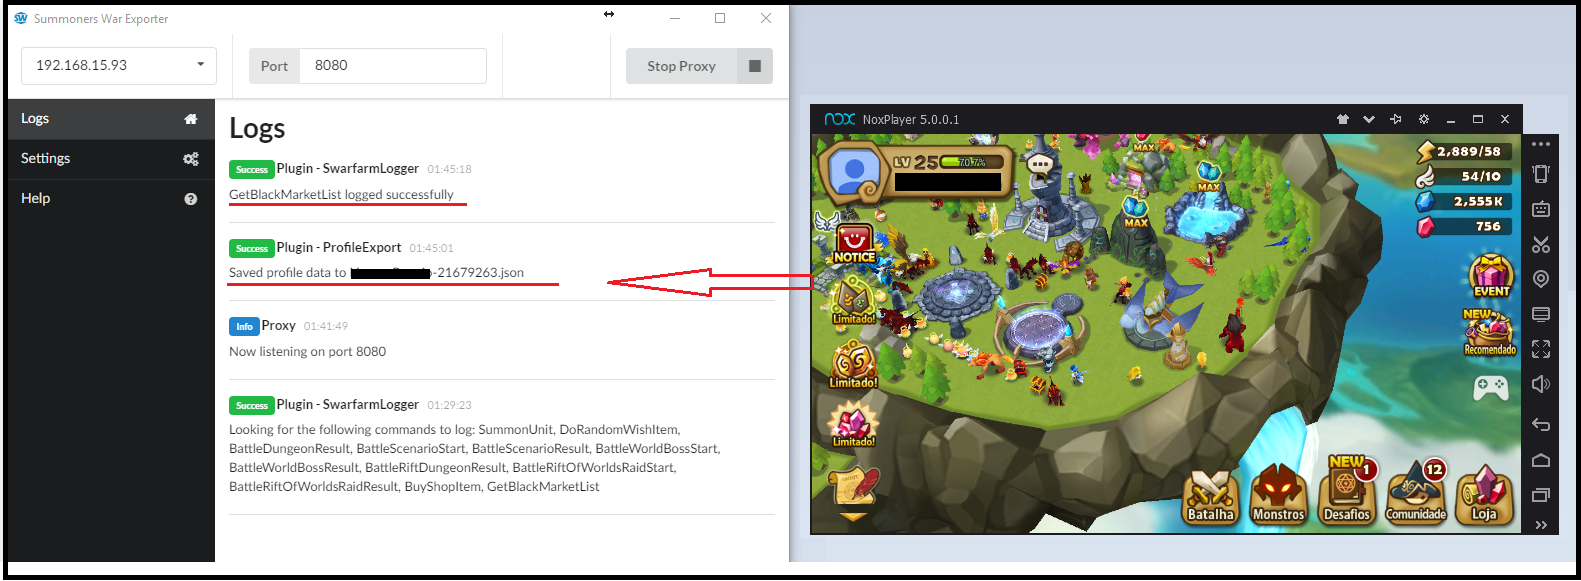 Summoners War Exporter
192.168.15.93
Port
8080
Stop Proxy
Logs
Settings
Help
Logs
Success Plugin - SwarfarmLogger 01:45:18
GetBlackMarketList logged successfully
Success Plugin - ProfileExport 01:45:01
Saved profile data to -21679263.json
Info Proxy 01:41:49
Now listening on port 8080
Success Plugin - SwarfarmLogger 01:29:23
Looking for the following commands to log: SummonUnit, DoRandomWishItem,
BattleDungeonResult, BattleScenarioStart, BattleScenarioResult, BattleWorldBossStart,
BattleWorldBossResult, BattleRiftDungeonResult, BattleRiftOfWorldsRaidStart,
BattleRiftOfWorldsRaidResult, BuyShopItem, GetBlackMarketList
nox NoxPlayer 5.0.0.1
LV 25 70.7%
MAX
MAX
MAX
2,889/58
54/10
2,555K
756
NOTICE
Limitado!
Limitado!
Limitado!
EVENT
NEW
Recomendado
Batalha
Monstros
NEW 1
Desafios
12
Comunidade
Loja